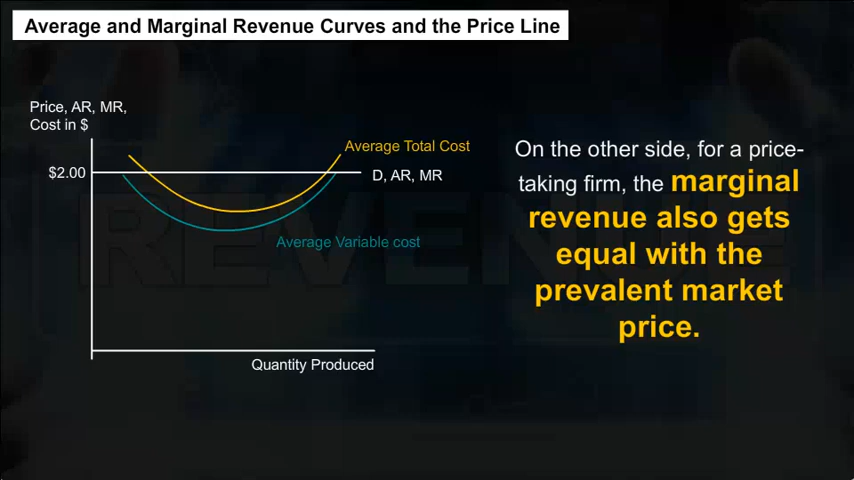 Average and Marginal Revenue Curves and the Price Line
Price, AR, MR,
Cost in $
$2.00
Average Total Cost
D, AR, MR
Average Variable cost
Quantity Produced
On the other side, for a price-
taking firm, the marginal
revenue also gets
equal with the
prevalent market
price.
REVENUE